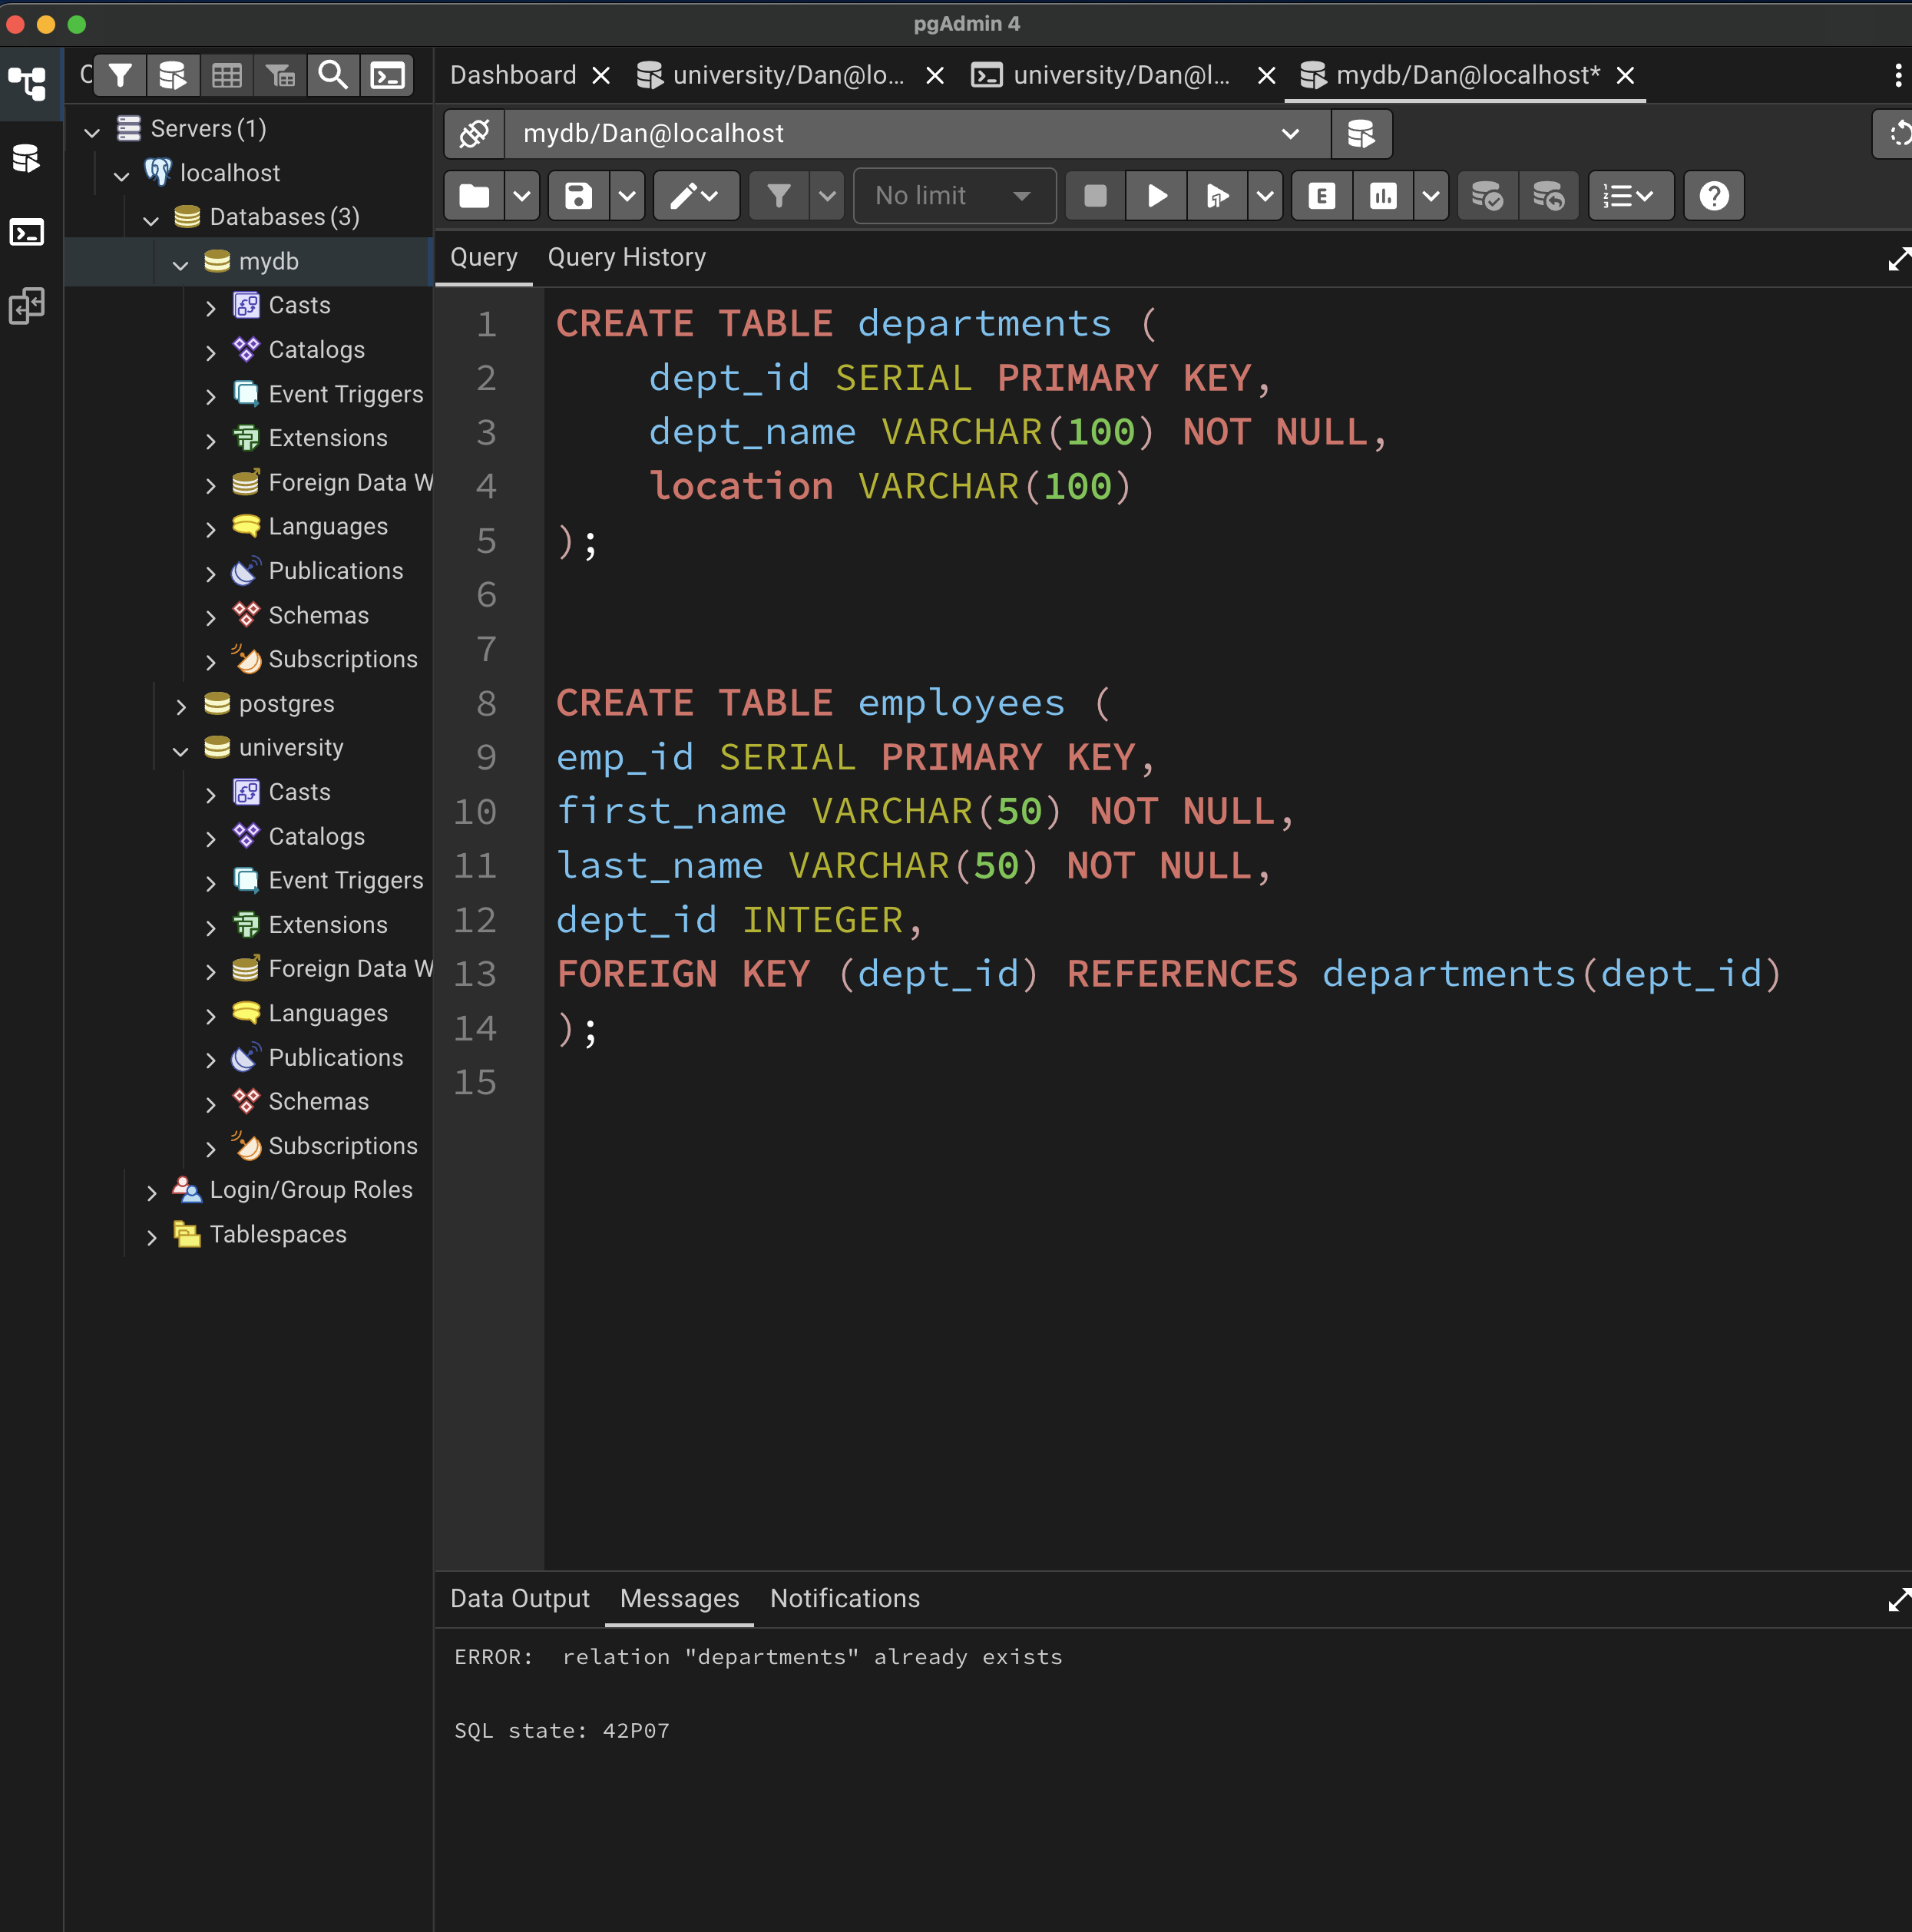 pgAdmin 4
Dashboard
university/Dan@lo...
university/Dan@l...
mydb/Dan@localhost*
Servers (1)
localhost
Databases (3)
mydb
Casts
Catalogs
Event Triggers
Extensions
Foreign Data W
Languages
Publications
Schemas
Subscriptions
postgres
university
Casts
Catalogs
Event Triggers
Extensions
Foreign Data W
Languages
Publications
Schemas
Subscriptions
Login/Group Roles
Tablespaces
mydb/Dan@localhost
No limit
E
Query Query History
1 CREATE TABLE departments (
2 dept_id SERIAL PRIMARY KEY,
3 dept_name VARCHAR(100) NOT NULL,
4 location VARCHAR(100)
5 );
6
7
8 CREATE TABLE employees (
9 emp_id SERIAL PRIMARY KEY,
10 first_name VARCHAR(50) NOT NULL,
11 last_name VARCHAR(50) NOT NULL,
12 dept_id INTEGER,
13 FOREIGN KEY (dept_id) REFERENCES departments(dept_id)
14 );
15
Data Output Messages Notifications
ERROR:  relation "departments" already exists
SQL state: 42P07